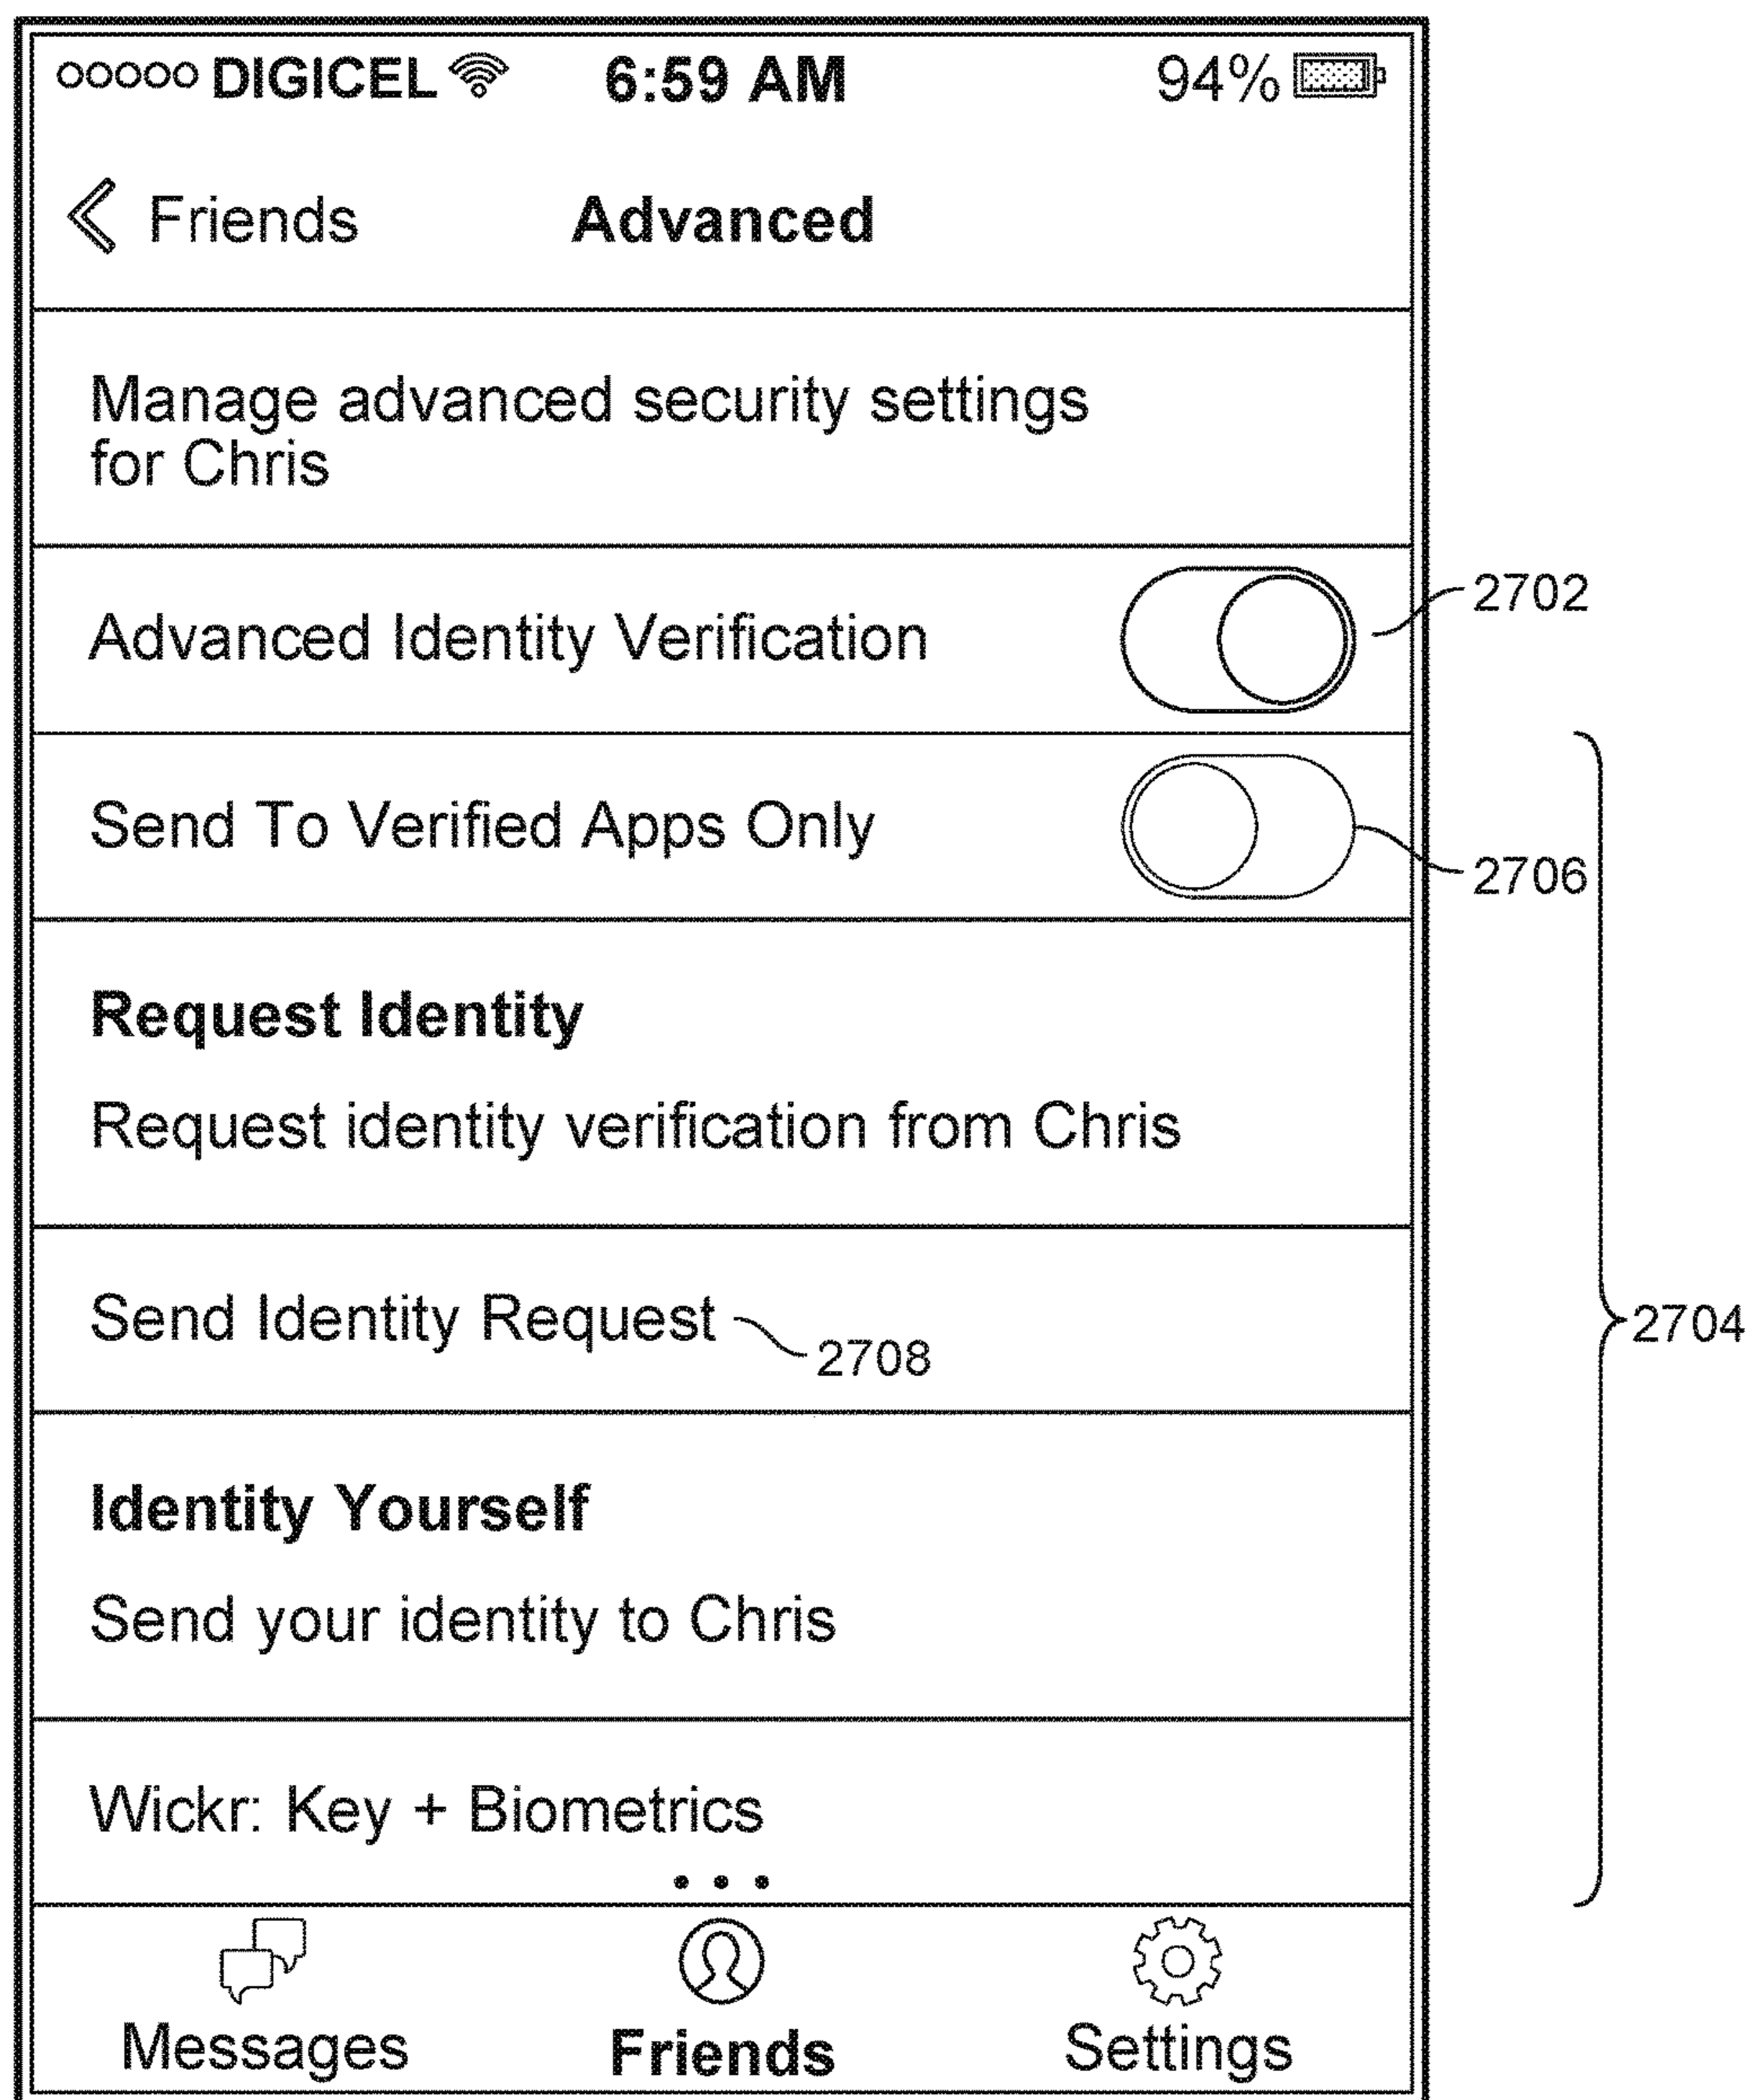 DIGICEL 6:59 AM 94%
Friends Advanced
Manage advanced security settings
for Chris
Advanced Identity Verification
2702
Send To Verified Apps Only
2706
Request Identity
Request identity verification from Chris
Send Identity Request
2708
2704
Identity Yourself
Send your identity to Chris
Wickr: Key + Biometrics
• • •
Messages Friends Settings